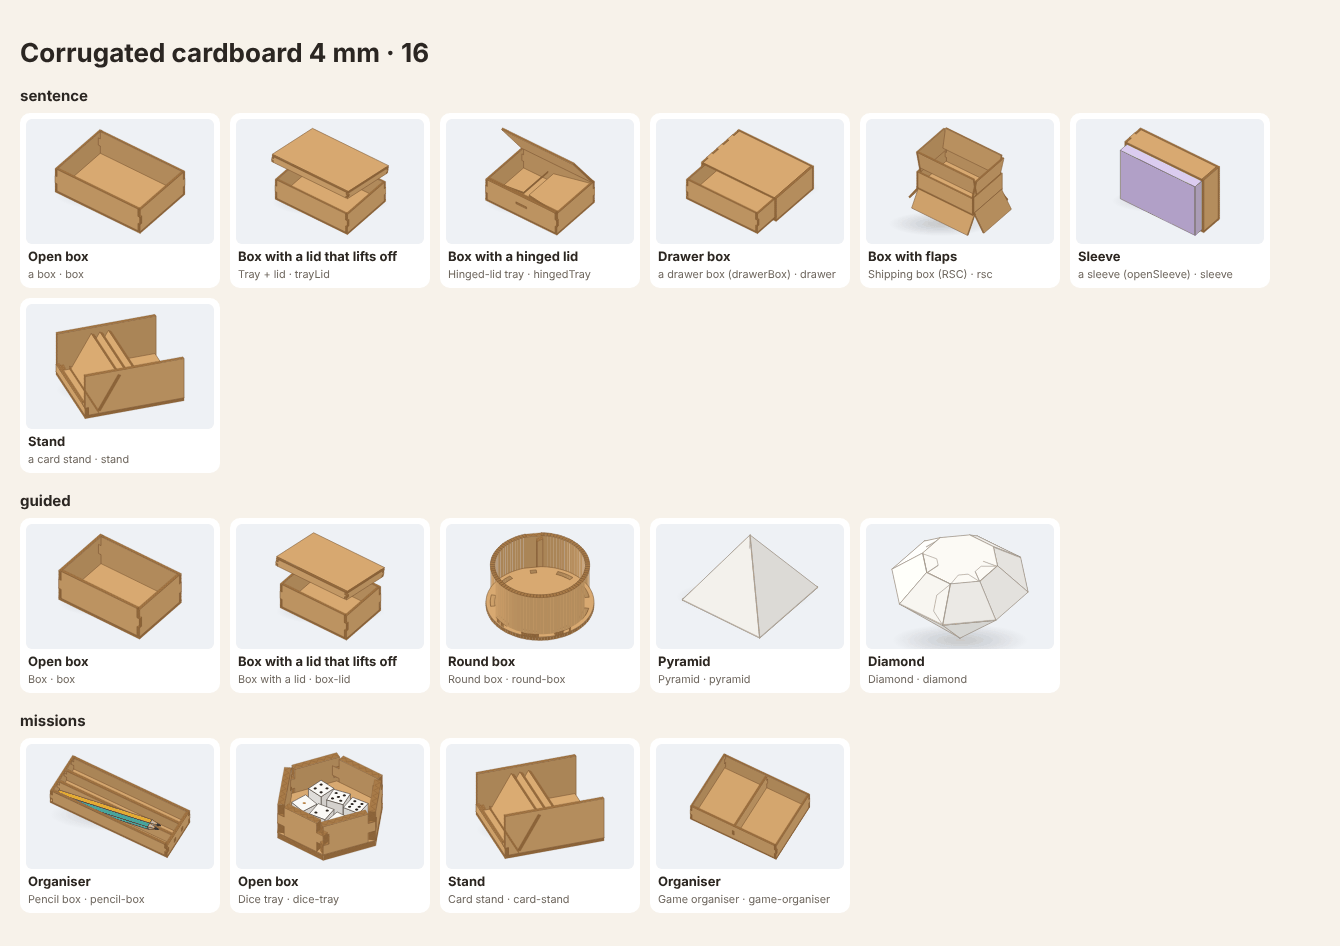 Corrugated cardboard 4 mm · 16
sentence
Open box
a box · box
Box with a lid that lifts off
Tray + lid · trayLid
Box with a hinged lid
Hinged-lid tray · hingedTray
Drawer box
a drawer box (drawerBox) · drawer
Box with flaps
Shipping box (RSC) · rsc
Sleeve
a sleeve (openSleeve) · sleeve
Stand
a card stand · stand
guided
Open box
Box · box
Box with a lid that lifts off
Box with a lid · box-lid
Round box
Round box · round-box
Pyramid
Pyramid · pyramid
Diamond
Diamond · diamond
missions
Organiser
Pencil box · pencil-box
Open box
Dice tray · dice-tray
Stand
Card stand · card-stand
Organiser
Game organiser · game-organiser